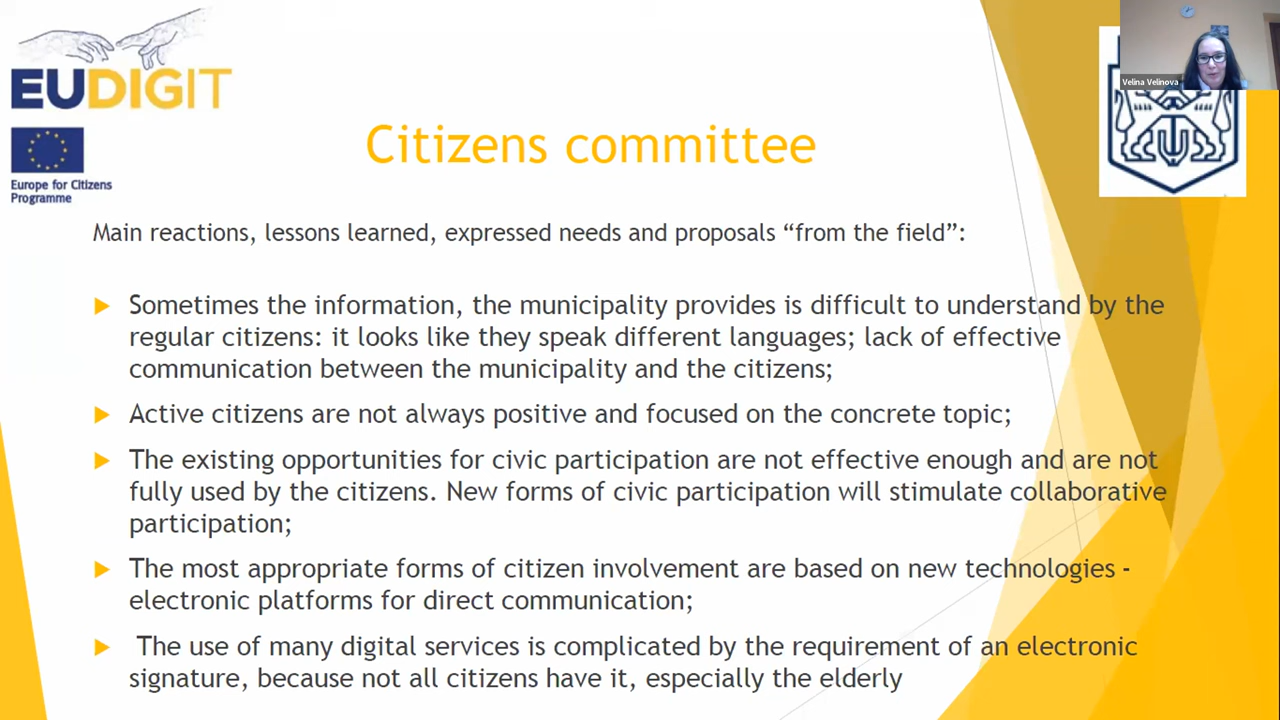 EUDIGIT
Europe for Citizens
Programme
Velina Velinova
Citizens committee
Main reactions, lessons learned, expressed needs and proposals “from the field”:
Sometimes the information, the municipality provides is difficult to understand by the
regular citizens: it looks like they speak different languages; lack of effective
communication between the municipality and the citizens;
Active citizens are not always positive and focused on the concrete topic;
The existing opportunities for civic participation are not effective enough and are not
fully used by the citizens. New forms of civic participation will stimulate collaborative
participation;
The most appropriate forms of citizen involvement are based on new technologies -
electronic platforms for direct communication;
The use of many digital services is complicated by the requirement of an electronic
signature, because not all citizens have it, especially the elderly